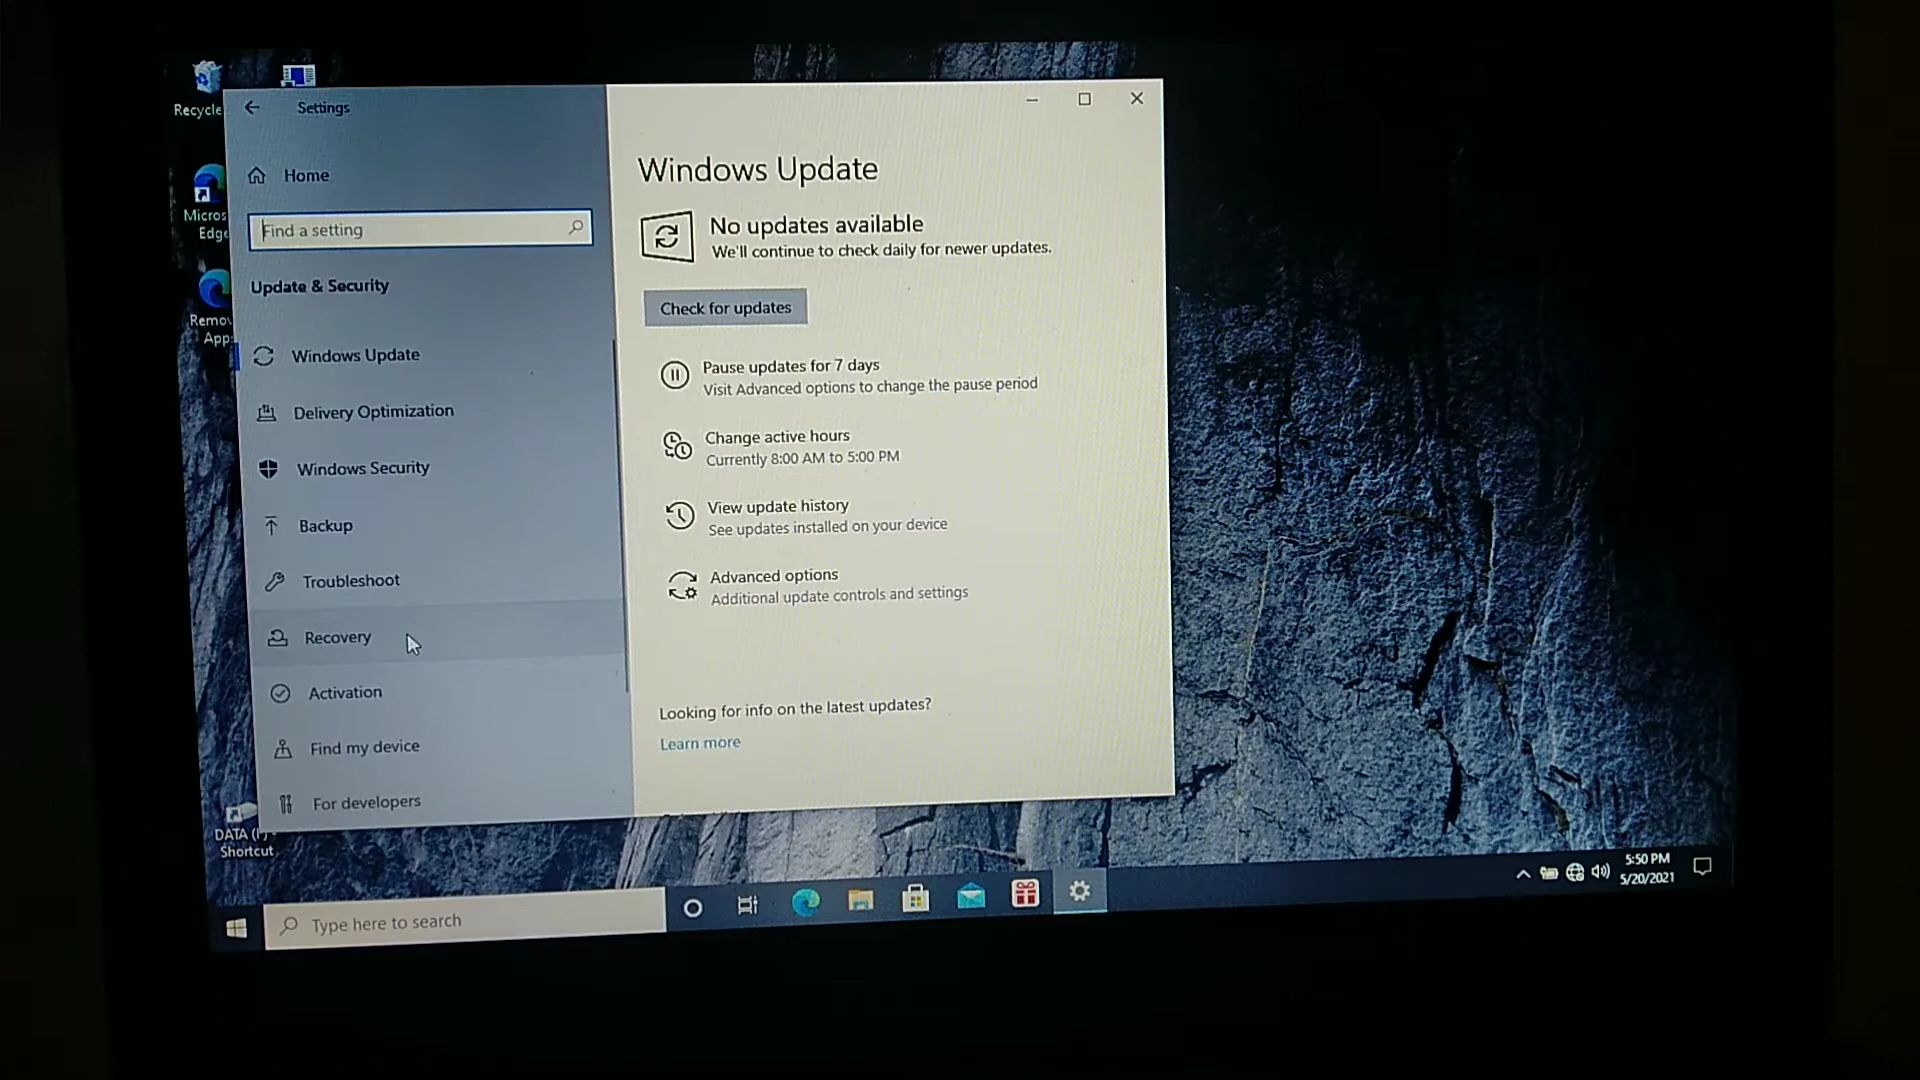 Recycle
Micros
Edge
Remov
App
DATA (
Shortcut
Settings
Home
Find a setting
Update & Security
Windows Update
Delivery Optimization
Windows Security
Backup
Troubleshoot
Recovery
Activation
Find my device
For developers
Windows Update
No updates available
We'll continue to check daily for newer updates.
Check for updates
Pause updates for 7 days
Visit Advanced options to change the pause period
Change active hours
Currently 8:00 AM to 5:00 PM
View update history
See updates installed on your device
Advanced options
Additional update controls and settings
Looking for info on the latest updates?
Learn more
Type here to search
5:50 PM
5/20/2021